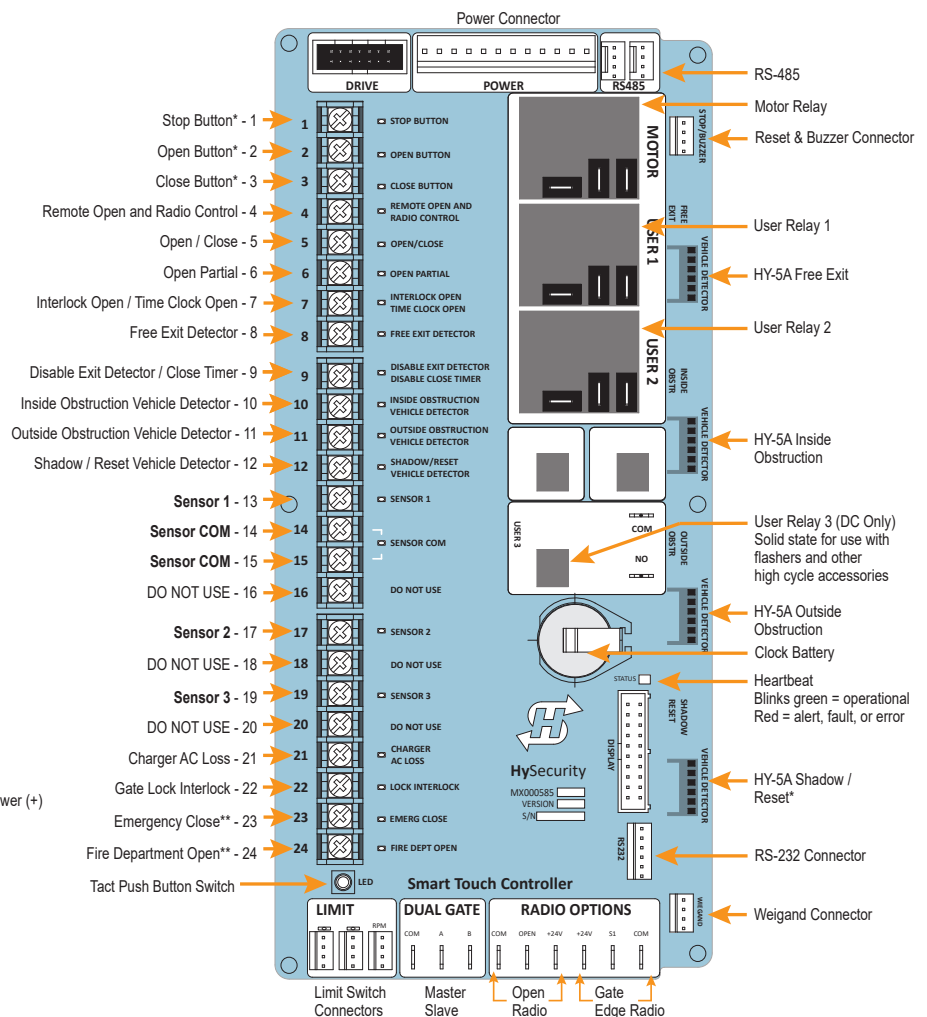 Power Connector
DRIVE
POWER
RS485
RS-485
Motor Relay
STOP/BUZZER
Reset & Buzzer Connector
MOTOR
Stop Button* - 1
1
STOP BUTTON
Open Button* - 2
2
OPEN BUTTON
Close Button* - 3
3
CLOSE BUTTON
Remote Open and Radio Control - 4
4
REMOTE OPEN AND
RADIO CONTROL
Open / Close - 5
5
OPEN/CLOSE
Open Partial - 6
6
OPEN PARTIAL
Interlock Open / Time Clock Open - 7
7
INTERLOCK OPEN
TIME CLOCK OPEN
Free Exit Detector - 8
8
FREE EXIT DETECTOR
Disable Exit Detector / Close Timer - 9
9
DISABLE EXIT DETECTOR
DISABLE CLOSE TIMER
Inside Obstruction Vehicle Detector - 10
10
INSIDE OBSTRUCTION
VEHICLE DETECTOR
Outside Obstruction Vehicle Detector - 11
11
OUTSIDE OBSTRUCTION
VEHICLE DETECTOR
Shadow / Reset Vehicle Detector - 12
12
SHADOW/RESET
VEHICLE DETECTOR
Sensor 1 - 13
SENSOR 1
Sensor COM - 14
14
SENSOR COM
Sensor COM - 15
15
DO NOT USE - 16
16
DO NOT USE
Sensor 2 - 17
17
SENSOR 2
DO NOT USE - 18
18
DO NOT USE
Sensor 3 - 19
19
SENSOR 3
DO NOT USE - 20
20
DO NOT USE
Charger AC Loss - 21
21
CHARGER
AC LOSS
Gate Lock Interlock - 22
22
LOCK INTERLOCK
wer (+)
Emergency Close** - 23
23
EMERG CLOSE
Fire Department Open** - 24
24
FIRE DEPT OPEN
Tact Push Button Switch
LED
Smart Touch Controller
FREE
EXIT
USER 1
User Relay 1
VEHICLE DETECTOR
HY-5A Free Exit
USER 2
User Relay 2
INSIDE
OBSTR
VEHICLE DETECTOR
HY-5A Inside
Obstruction
USER 3
COM
NO
User Relay 3 (DC Only)
Solid state for use with
flashers and other
high cycle accessories
OUTSIDE
OBSTR
VEHICLE DETECTOR
HY-5A Outside
Obstruction
Clock Battery
STATUS
Heartbeat
Blinks green = operational
Red = alert, fault, or error
SHADOW
RESET
DISPLAY
H
HySecurity
MX000585
VERSION
S/N
VEHICLE DETECTOR
HY-5A Shadow /
Reset*
RS232
RS-232 Connector
WIEGAND
Weigand Connector
LIMIT
RPM
DUAL GATE
COM
A
B
RADIO OPTIONS
COM
OPEN
+24V
+24V
S1
COM
Limit Switch
Connectors
Master
Slave
Open
Radio
Gate
Edge Radio